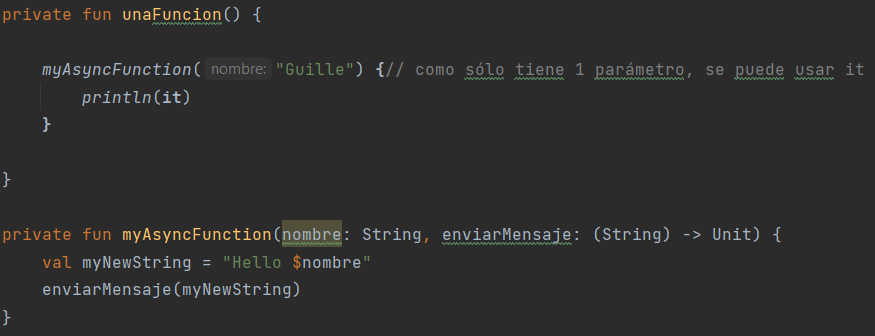 private fun unaFuncion() {
myAsyncFunction( nombre: "Guille") {// como sólo tiene 1 parámetro, se puede usar it
println(it)
}
}
private fun myAsyncFunction(nombre: String, enviarMensaje: (String) -> Unit) {
val myNewString = "Hello $nombre"
enviarMensaje(myNewString)
}